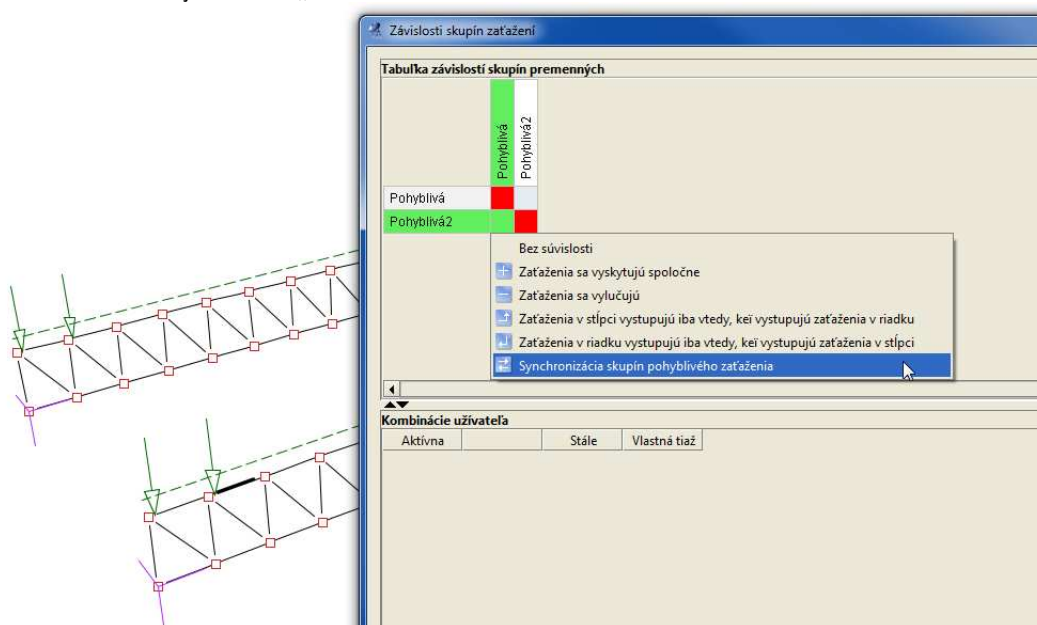 Závislosti skupín zaťažení
Tabuľka závislostí skupín premenných
Pohyblivá
Pohyblivá2
Pohyblivá
Pohyblivá2
Bez súvislosti
Zaťaženia sa vyskytujú spoločne
Zaťaženia sa vylučujú
Zaťaženia v stĺpci vystupujú iba vtedy, keï vystupujú zaťaženia v riadku
Zaťaženia v riadku vystupujú iba vtedy, keï vystupujú zaťaženia v stĺpci
Synchronizácia skupín pohyblivého zaťaženia
Kombinácie užívateľa
Aktívna Stále Vlastná tiaž